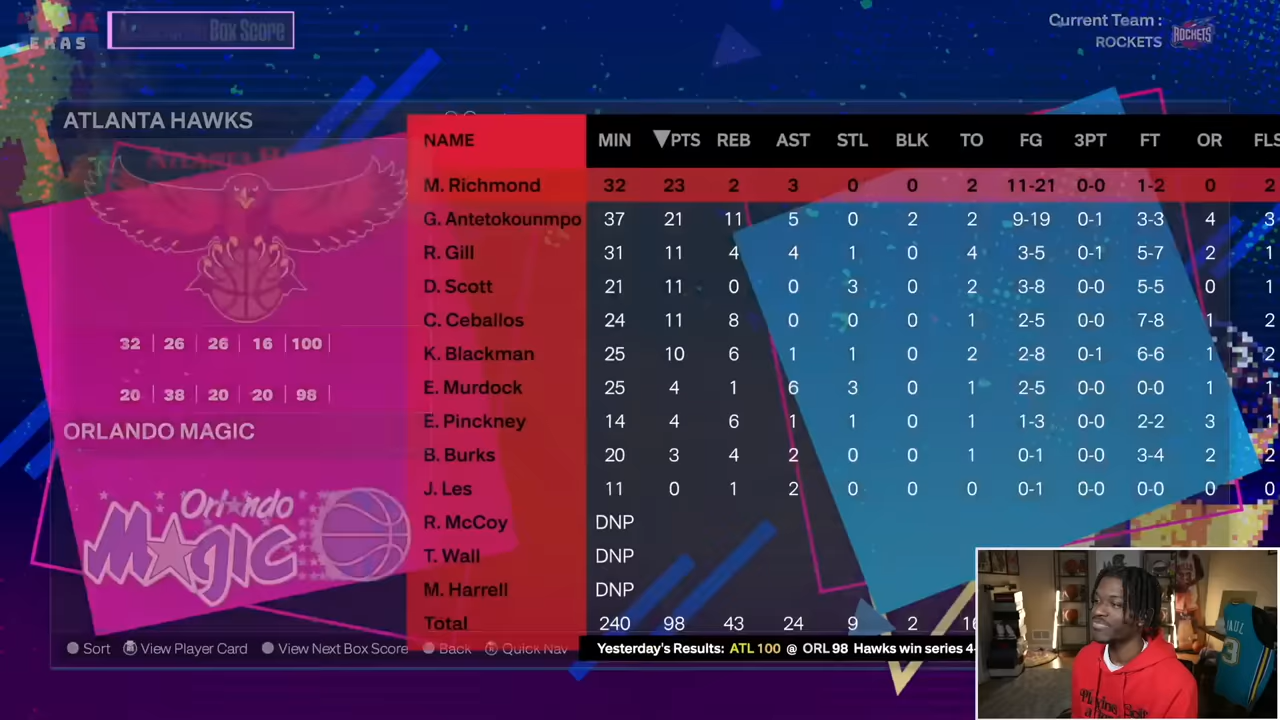 ERAS
Box Score
Current Team :
ROCKETS
ROCKETS
ATLANTA HAWKS
32 26 26 16 100
20 38 20 20 98
ORLANDO MAGIC
Orlando
MAGIC
NAME MIN PTS REB AST STL BLK TO FG 3PT FT OR FLS
M. Richmond 32 23 2 3 0 0 2 11-21 0-0 1-2 0 2
G. Antetokounmpo 37 21 11 5 0 2 2 9-19 0-1 3-3 4 3
R. Gill 31 11 4 4 1 0 4 3-5 0-1 5-7 2 1
D. Scott 21 11 0 0 3 0 2 3-8 0-0 5-5 0 1
C. Ceballos 24 11 8 0 0 0 1 2-5 0-0 7-8 1 2
K. Blackman 25 10 6 1 1 0 2 2-8 0-1 6-6 1 2
E. Murdock 25 4 1 6 3 0 1 2-5 0-0 0-0 1 1
E. Pinckney 14 4 6 1 1 0 1 1-3 0-0 2-2 3 1
B. Burks 20 3 4 2 0 0 1 0-1 0-0 3-4 2 2
J. Les 11 0 1 2 0 0 0 0-1 0-0 0-0 0 0
R. McCoy DNP
T. Wall DNP
M. Harrell DNP
Total 240 98 43 24 9 2
Sort View Player Card View Next Box Score Back Quick Nav
Yesterday's Results: ATL 100 @ ORL 98 Hawks win series 4-
3